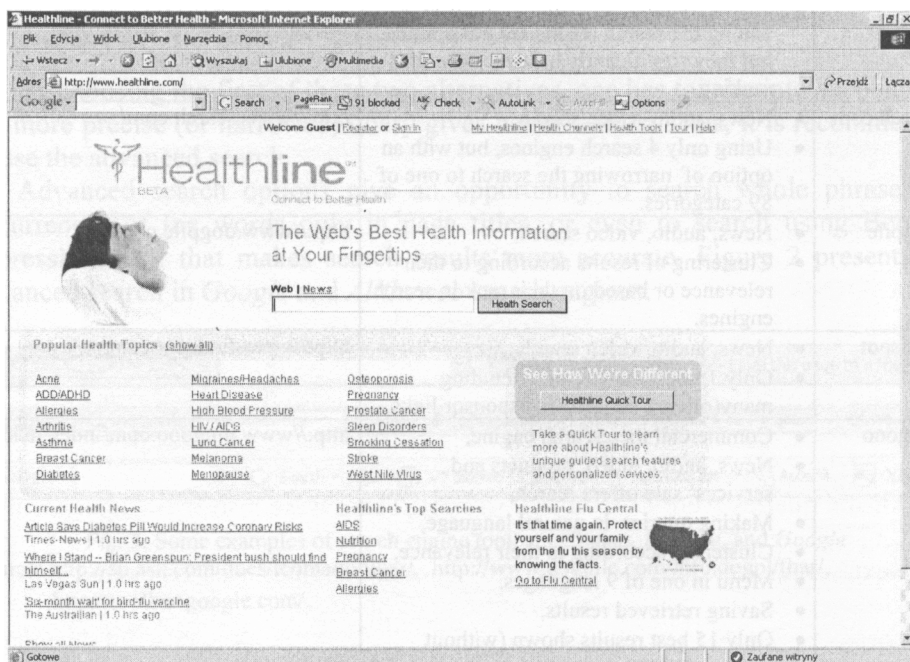 Healthline - Connect to Better Health - Microsoft Internet Explorer
Plik Edycja Widok Ulubione Narzędzia Pomoc
Wstecz Wyszukaj Ulubione Multimedia
Adres http://www.healthline.com/ Przejdź Łącza
Google Search PageRank 91 blocked Check AutoLink Options
Welcome Guest | Register or Sign In My Healthline | Health Channels | Health Tools | Tour | Help
Healthline
BETA
Connect to Better Health
The Web's Best Health Information
at Your Fingertips
Web | News
Health Search
Popular Health Topics (show all)
Acne
ADD/ADHD
Allergies
Arthritis
Asthma
Breast Cancer
Diabetes
Migraines/Headaches
Heart Disease
High Blood Pressure
HIV / AIDS
Lung Cancer
Melanoma
Menopause
Osteoporosis
Pregnancy
Prostate Cancer
Sleep Disorders
Smoking Cessation
Stroke
West Nile Virus
See How We're Different
Healthline Quick Tour
Take a Quick Tour to learn
more about Healthline's
unique guided search features
and personalized services.
Current Health News
Article Says Diabetes Pill Would Increase Coronary Risks
Times-News | 1.0 hrs ago
Where I Stand -- Brian Greenspun: President bush should find
himself...
Las Vegas Sun | 1.0 hrs ago
'Six-month wait' for bird-flu vaccine
The Australian | 1.0 hrs ago
Show all News
Healthline's Top Searches
AIDS
Nutrition
Pregnancy
Breast Cancer
Allergies
Healthline Flu Central
It's that time again. Protect
yourself and your family
from the flu this season by
knowing the facts.
Go to Flu Central
Gotowe Zaufane witryny